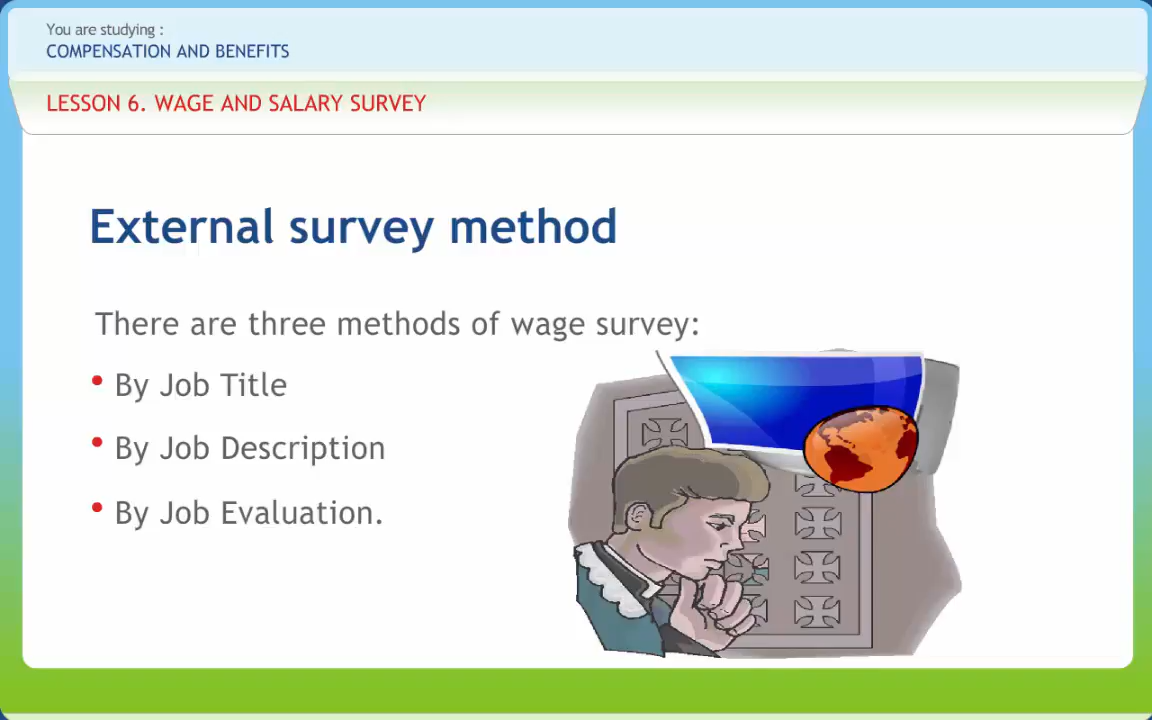 You are studying :
COMPENSATION AND BENEFITS
LESSON 6. WAGE AND SALARY SURVEY
External survey method
There are three methods of wage survey:
• By Job Title
• By Job Description
• By Job Evaluation.